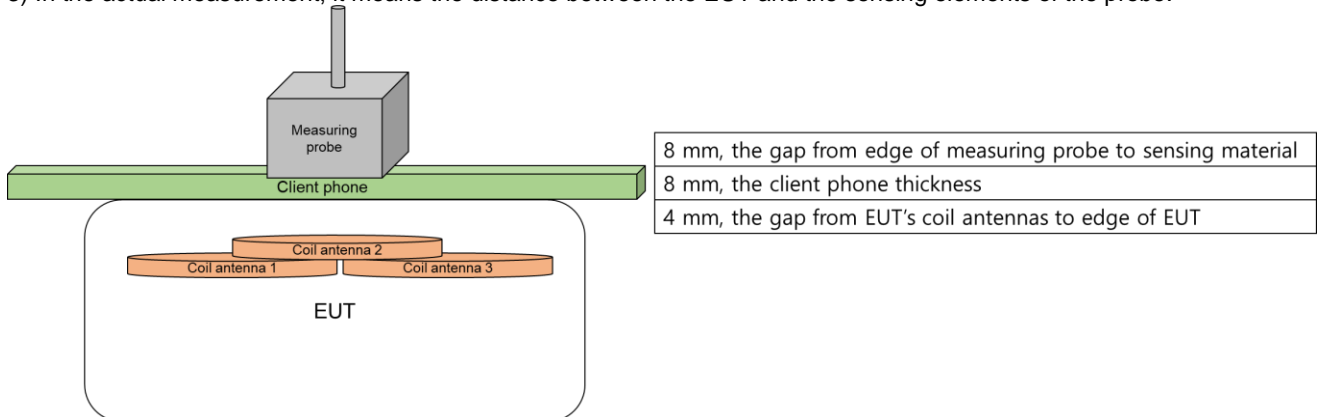 In the actual measurement, it means the distance between the EUT and the sensing elements of the probe.
Measuring
probe
Client phone
8 mm, the gap from edge of measuring probe to sensing material
8 mm, the client phone thickness
4 mm, the gap from EUT's coil antennas to edge of EUT
Coil antenna 2
Coil antenna 1
Coil antenna 3
EUT